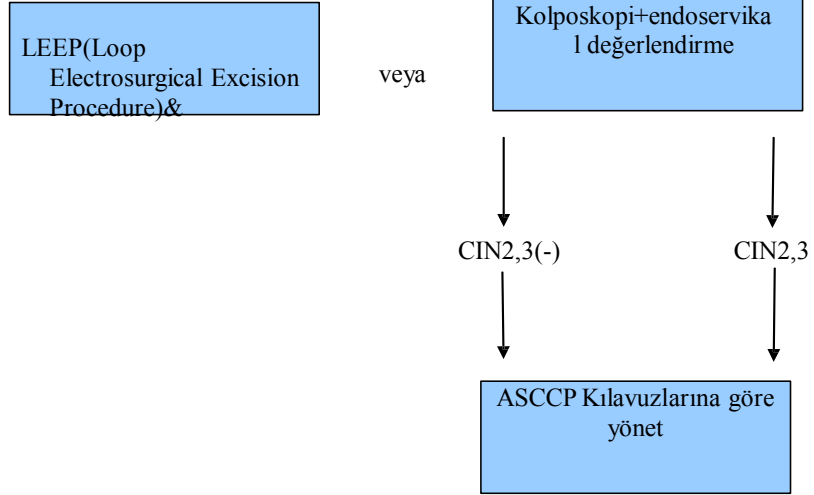 LEEP(Loop
Electrosurgical Excision
Procedure)&
veya
Kolposkopi+endoservika
l değerlendirme
CIN2,3(-)
CIN2,3
ASCCP Kılavuzlarına göre
yönet